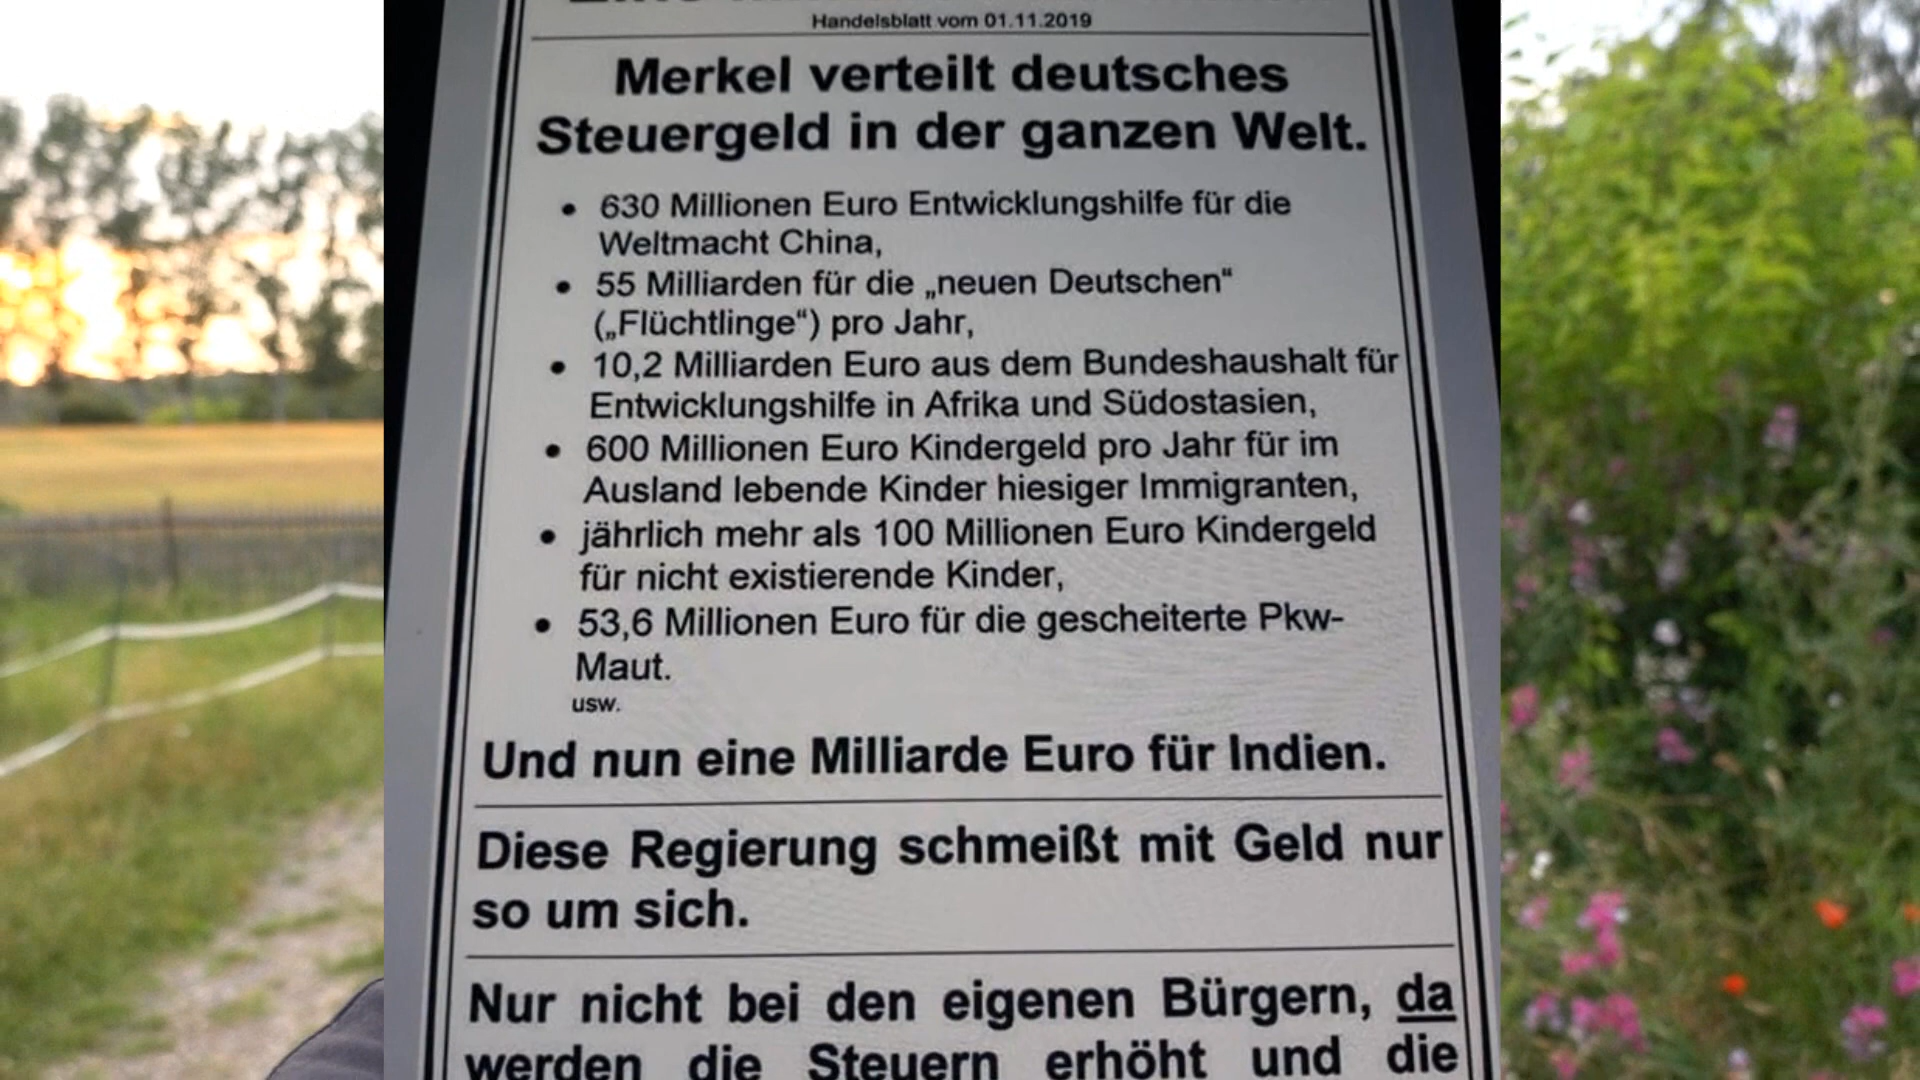 Handelsblatt vom 01.11.2019
Merkel verteilt deutsches
Steuergeld in der ganzen Welt.
• 630 Millionen Euro Entwicklungshilfe für die
Weltmacht China,
• 55 Milliarden für die „neuen Deutschen“
(„Flüchtlinge“) pro Jahr,
• 10,2 Milliarden Euro aus dem Bundeshaushalt für
Entwicklungshilfe in Afrika und Südostasien,
• 600 Millionen Euro Kindergeld pro Jahr für im
Ausland lebende Kinder hiesiger Immigranten,
• jährlich mehr als 100 Millionen Euro Kindergeld
für nicht existierende Kinder,
• 53,6 Millionen Euro für die gescheiterte Pkw-
Maut.
usw.
Und nun eine Milliarde Euro für Indien.
Diese Regierung schmeißt mit Geld nur
so um sich.
Nur nicht bei den eigenen Bürgern, da
werden die Steuern erhöht und die